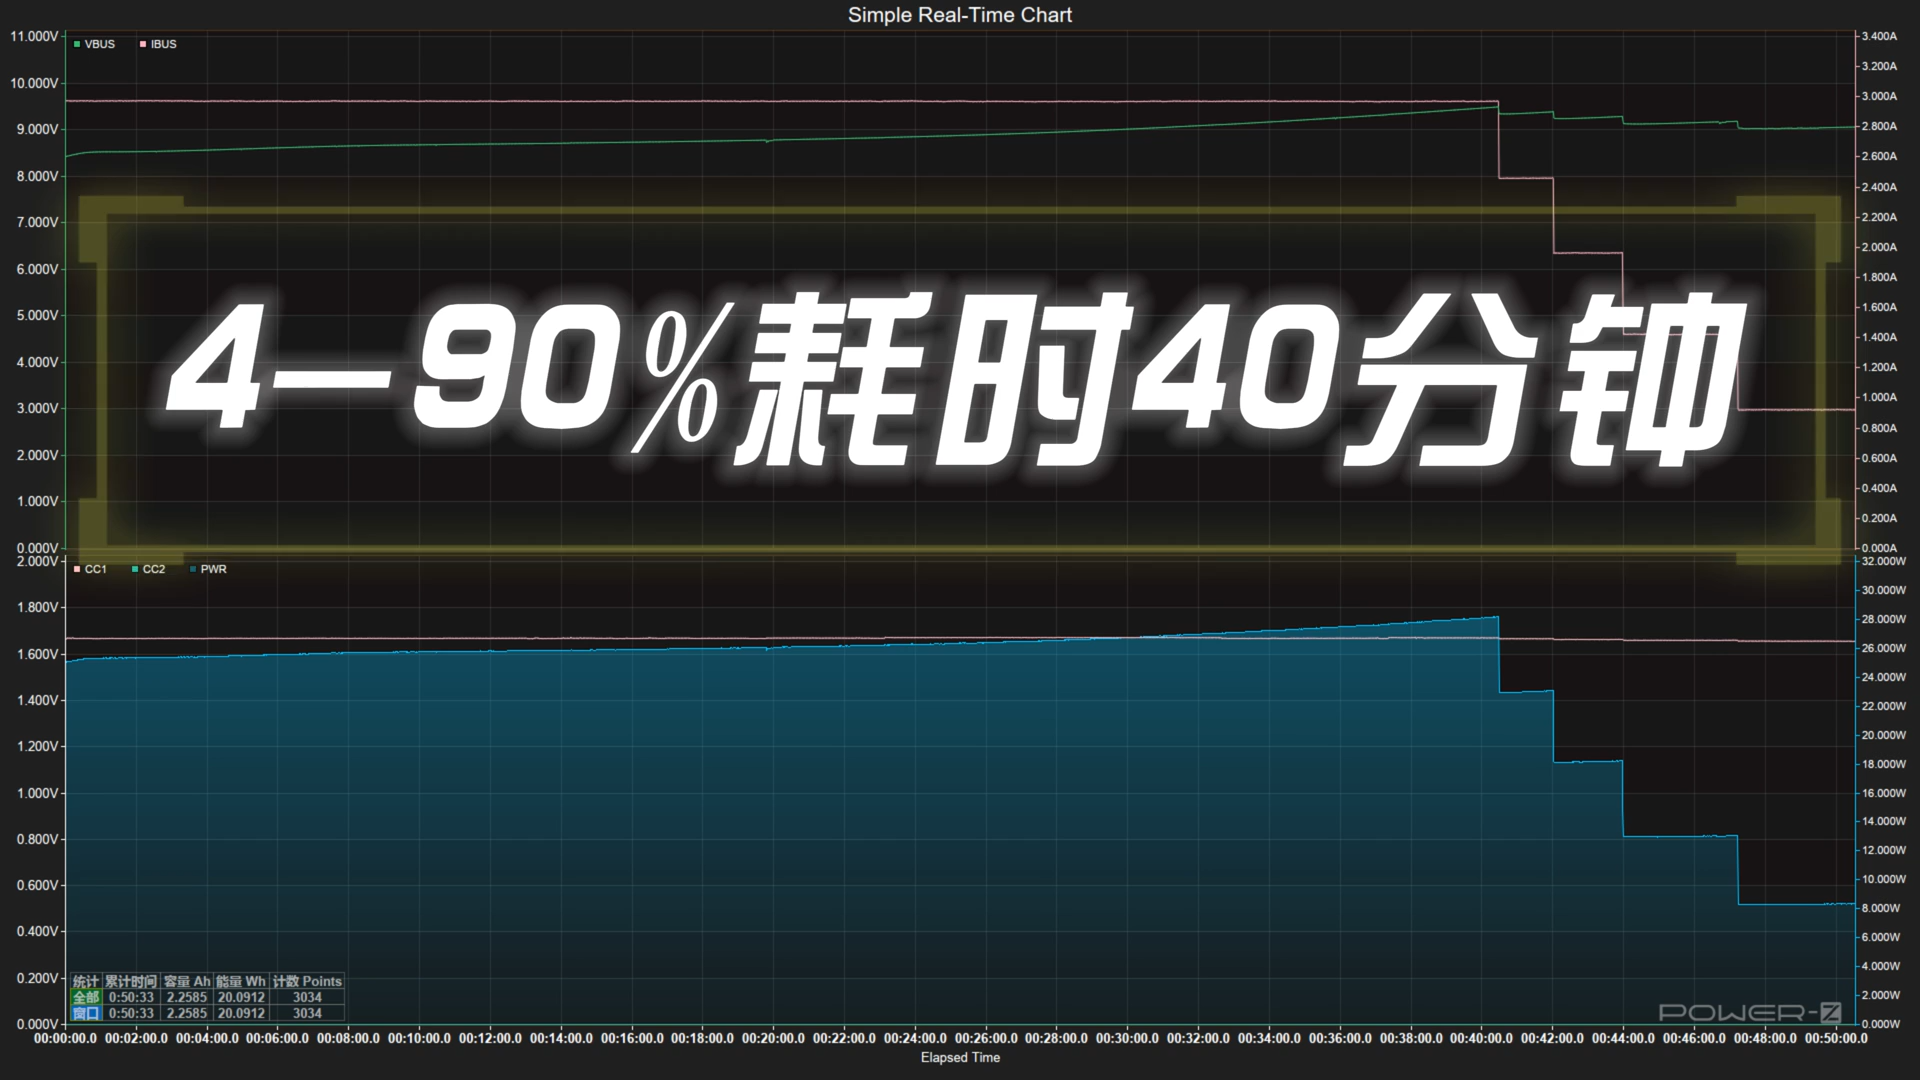 Simple Real-Time Chart
VBUS IBUS
11.000V
10.000V
9.000V
8.000V
7.000V
6.000V
5.000V
4.000V
3.000V
2.000V
1.000V
0.000V
3.400A
3.200A
3.000A
2.800A
2.600A
2.400A
2.200A
2.000A
1.800A
1.600A
1.400A
1.200A
1.000A
0.800A
0.600A
0.400A
0.200A
0.000A
4—90%耗时40分钟
CC1 CC2 PWR
2.000V
1.800V
1.600V
1.400V
1.200V
1.000V
0.800V
0.600V
0.400V
0.200V
0.000V
32.000W
30.000W
28.000W
26.000W
24.000W
22.000W
20.000W
18.000W
16.000W
14.000W
12.000W
10.000W
8.000W
6.000W
4.000W
2.000W
0.000W
统计 累计时间 容量 Ah 能量 Wh 计数 Points
全部 0:50:33 2.2585 20.0912 3034
窗口 0:50:33 2.2585 20.0912 3034
POWER-Z
00:00:00.0 00:02:00.0 00:04:00.0 00:06:00.0 00:08:00.0 00:10:00.0 00:12:00.0 00:14:00.0 00:16:00.0 00:18:00.0 00:20:00.0 00:22:00.0 00:24:00.0 00:26:00.0 00:28:00.0 00:30:00.0 00:32:00.0 00:34:00.0 00:36:00.0 00:38:00.0 00:40:00.0 00:42:00.0 00:44:00.0 00:46:00.0 00:48:00.0 00:50:00.0
Elapsed Time